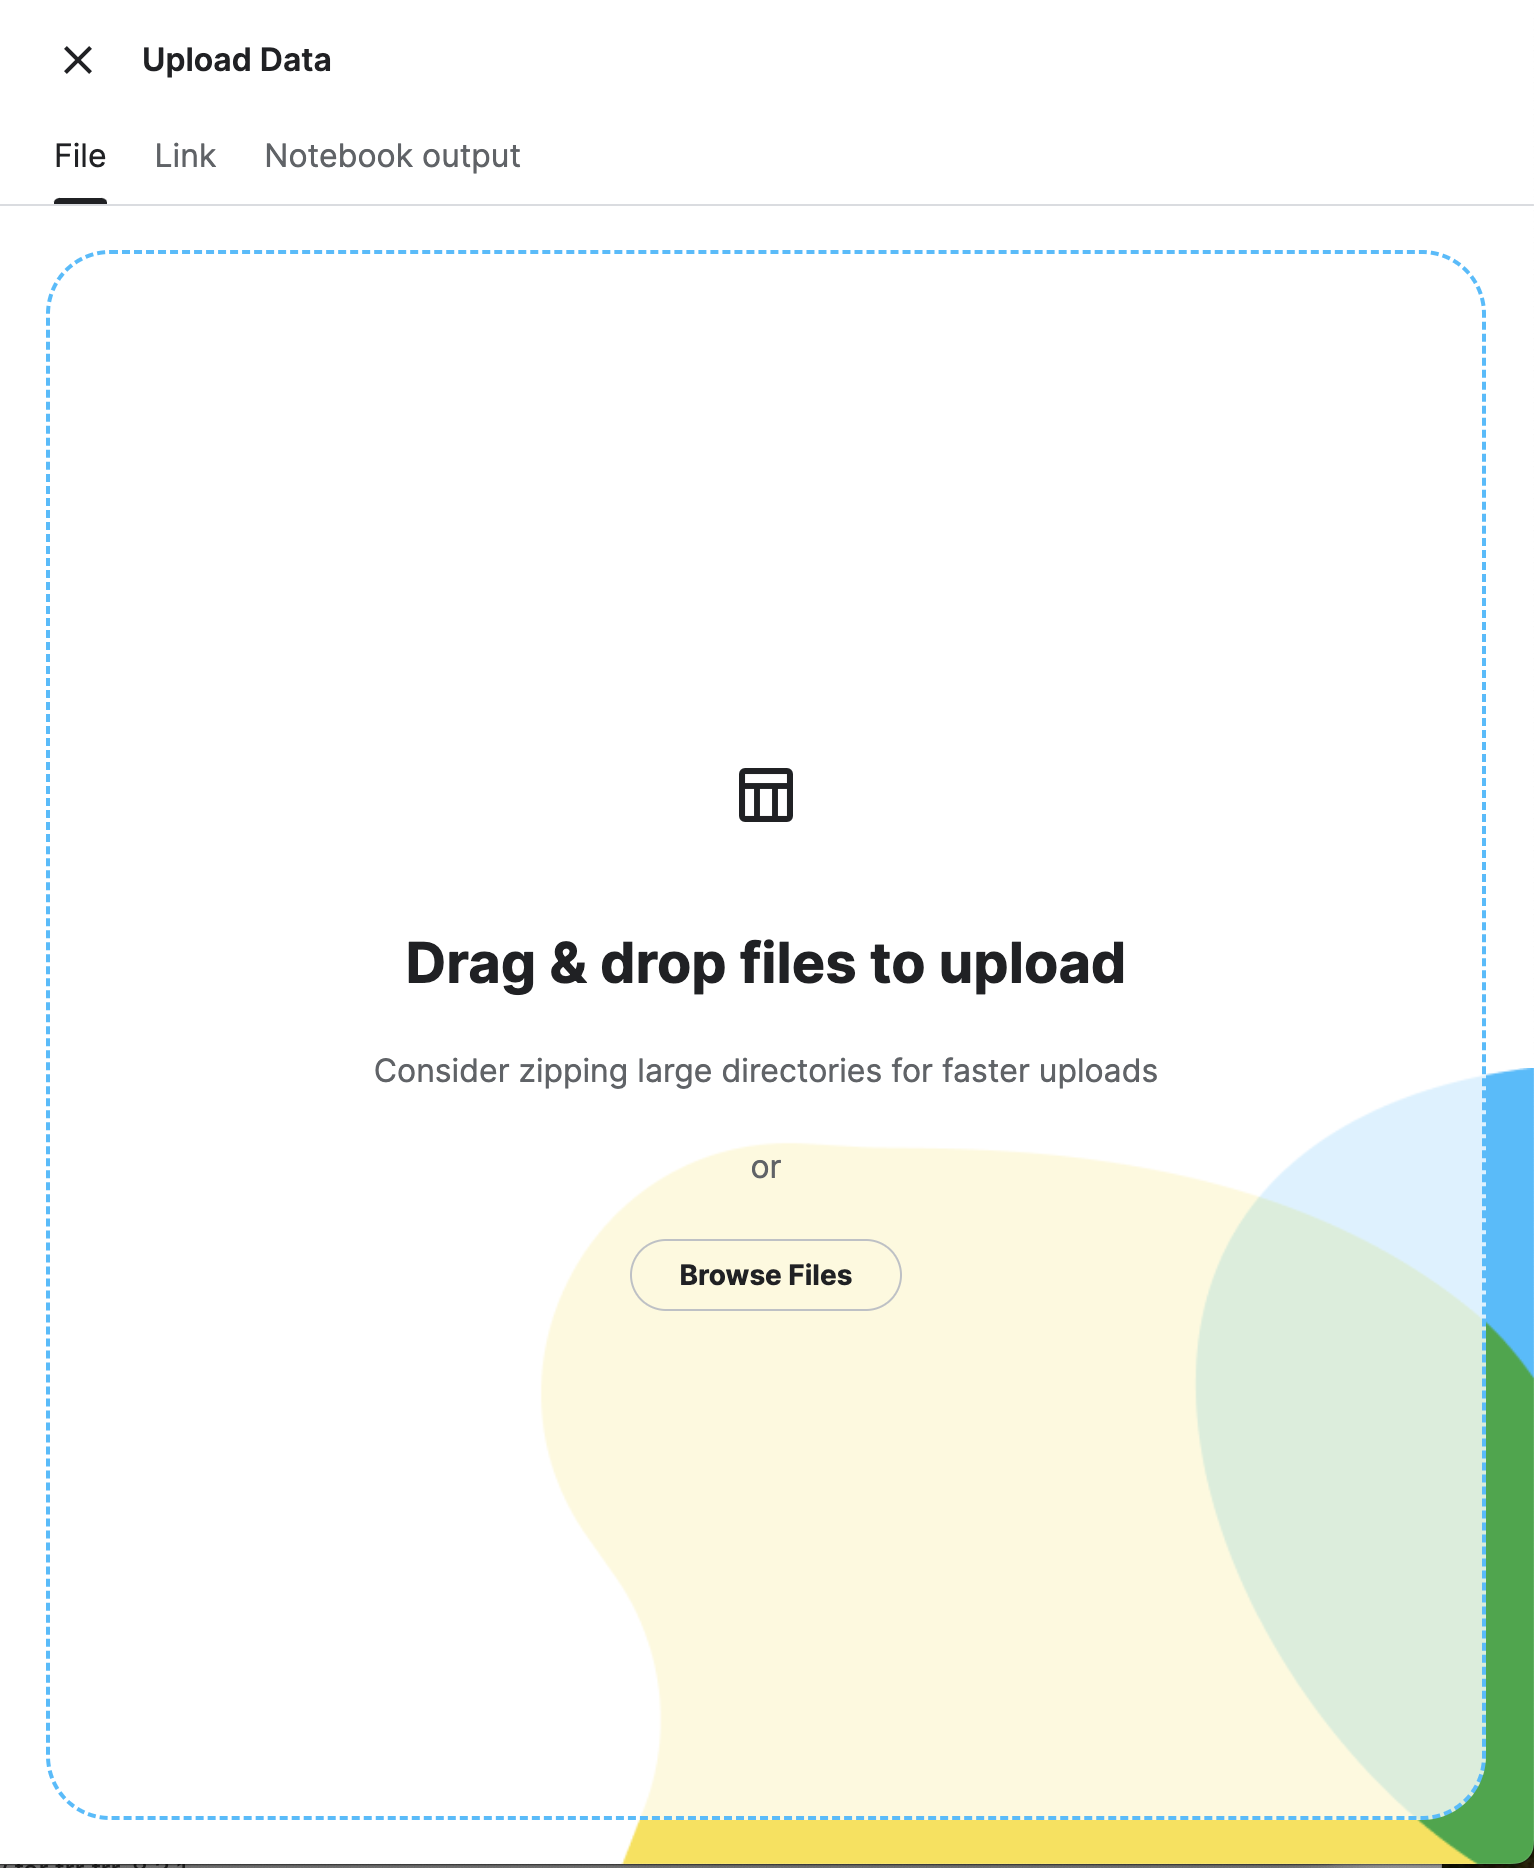 Upload Data
File Link Notebook output
Drag & drop files to upload
Consider zipping large directories for faster uploads
or
Browse Files